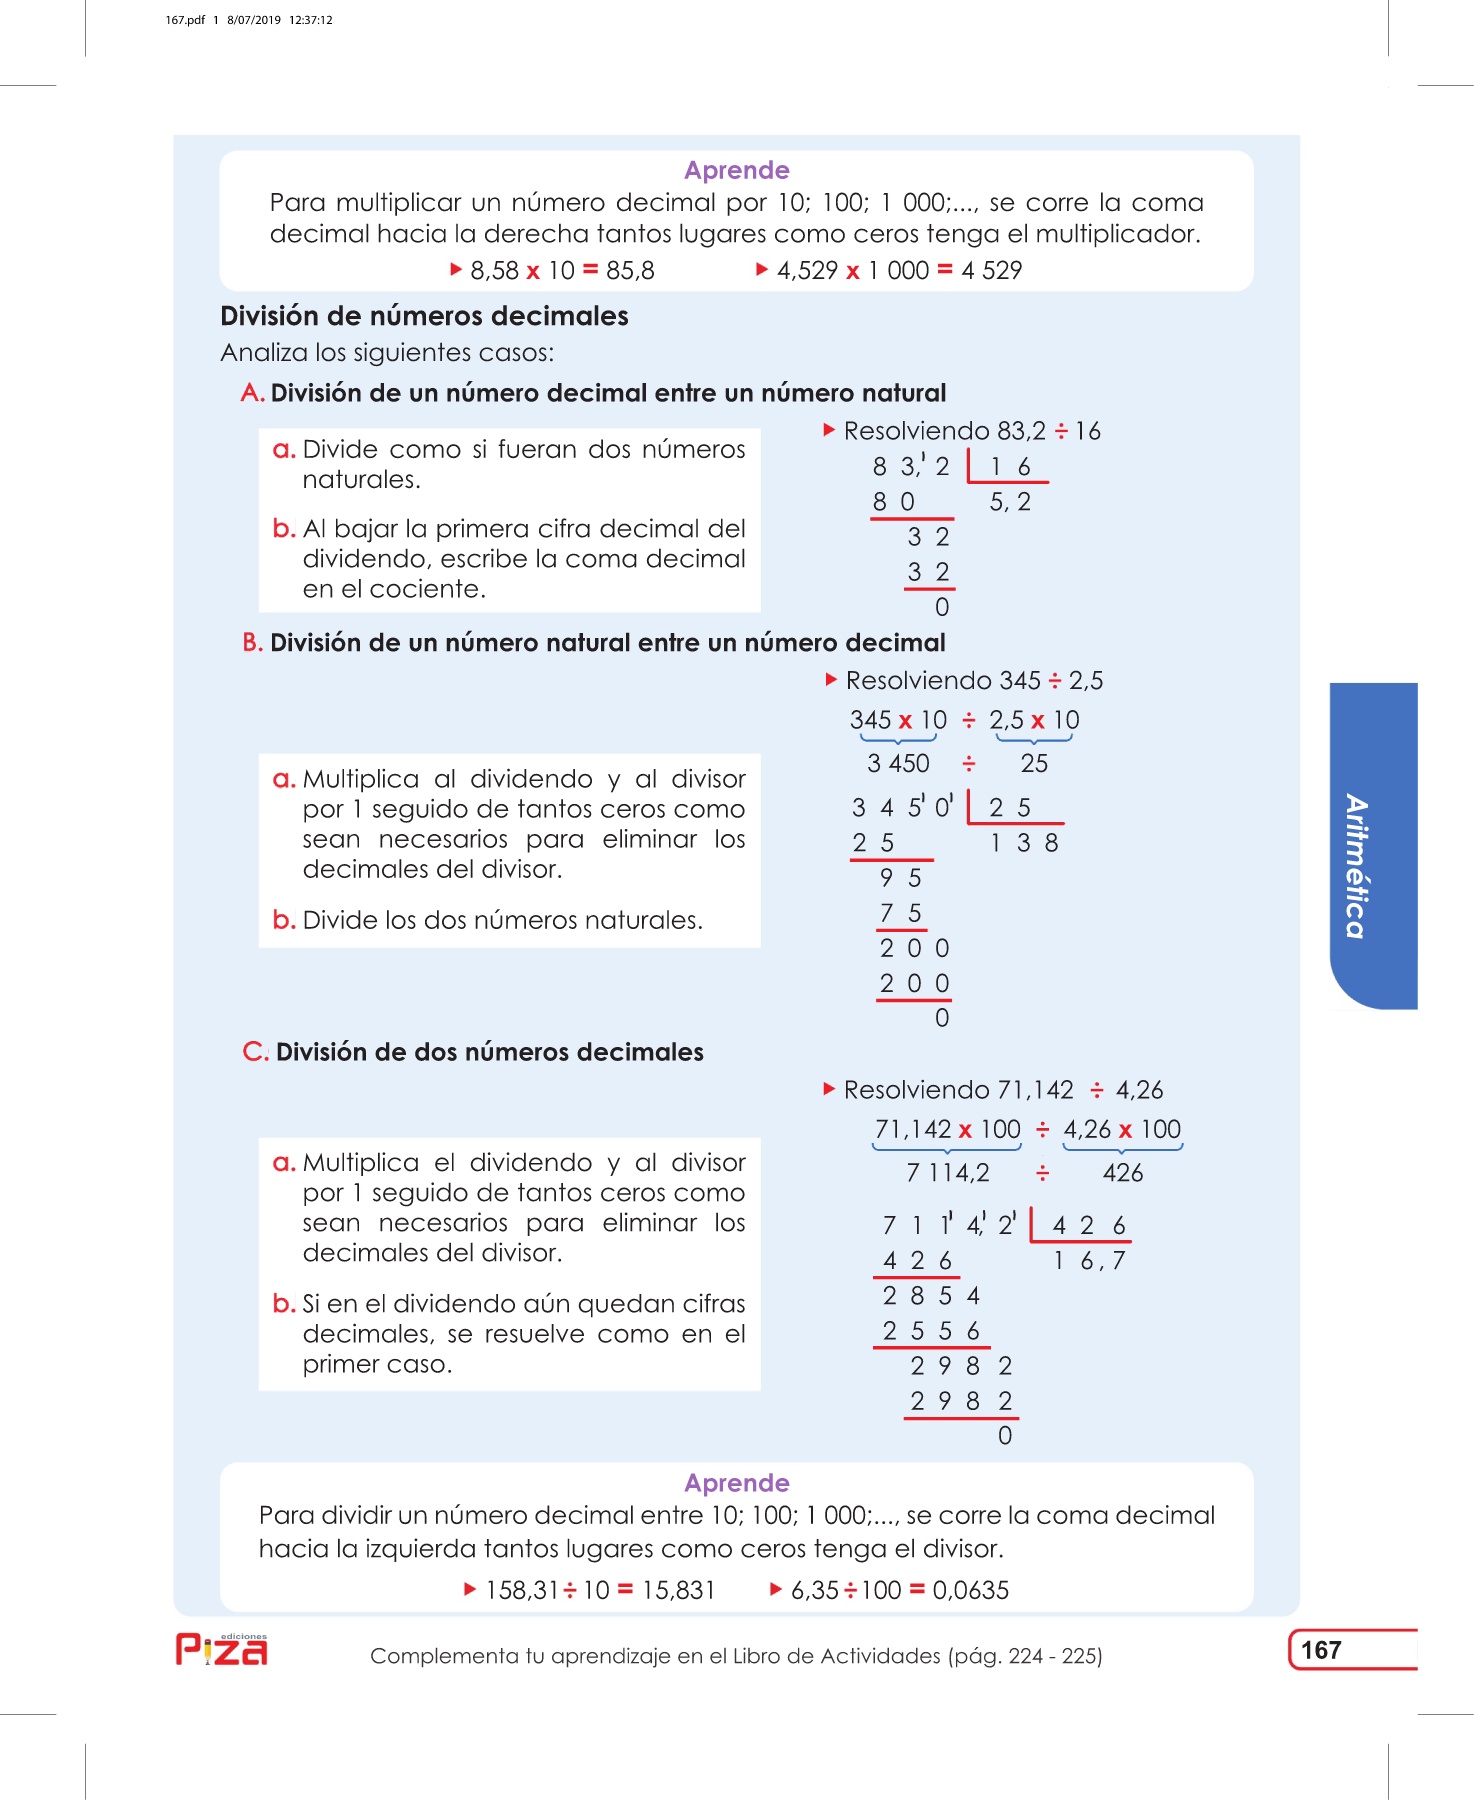 167.pdf 1 8/07/2019 12:37:12
Aprende
Para multiplicar un número decimal por 10; 100; 1 000;..., se corre la coma
decimal hacia la derecha tantos lugares como ceros tenga el multiplicador.
8,58 x 10 = 85,8
4,529 x 1 000 = 4 529
División de números decimales
Analiza los siguientes casos:
A. División de un número decimal entre un número natural
a. Divide como si fueran dos números
naturales.
b. Al bajar la primera cifra decimal del
dividendo, escribe la coma decimal
en el cociente.
Resolviendo 83,2 ÷ 16
8 3,' 2 1 6
8 0 5, 2
3 2
3 2
0
B. División de un número natural entre un número decimal
a. Multiplica al dividendo y al divisor
por 1 seguido de tantos ceros como
sean necesarios para eliminar los
decimales del divisor.
b. Divide los dos números naturales.
Resolviendo 345 ÷ 2,5
345 x 10 ÷ 2,5 x 10
3 450 ÷ 25
3 4 5' 0' 2 5
2 5 1 3 8
9 5
7 5
2 0 0
2 0 0
0
C. División de dos números decimales
a. Multiplica el dividendo y al divisor
por 1 seguido de tantos ceros como
sean necesarios para eliminar los
decimales del divisor.
b. Si en el dividendo aún quedan cifras
decimales, se resuelve como en el
primer caso.
Resolviendo 71,142 ÷ 4,26
71,142 x 100 ÷ 4,26 x 100
7 114,2 ÷ 426
7 1 1' 4,' 2' 4 2 6
4 2 6 1 6 , 7
2 8 5 4
2 5 5 6
2 9 8 2
2 9 8 2
0
Aprende
Para dividir un número decimal entre 10; 100; 1 000;..., se corre la coma decimal
hacia la izquierda tantos lugares como ceros tenga el divisor.
158,31 ÷ 10 = 15,831
6,35 ÷ 100 = 0,0635
Aritmética
ediciones
Piza
Complementa tu aprendizaje en el Libro de Actividades (pág. 224 - 225)
167